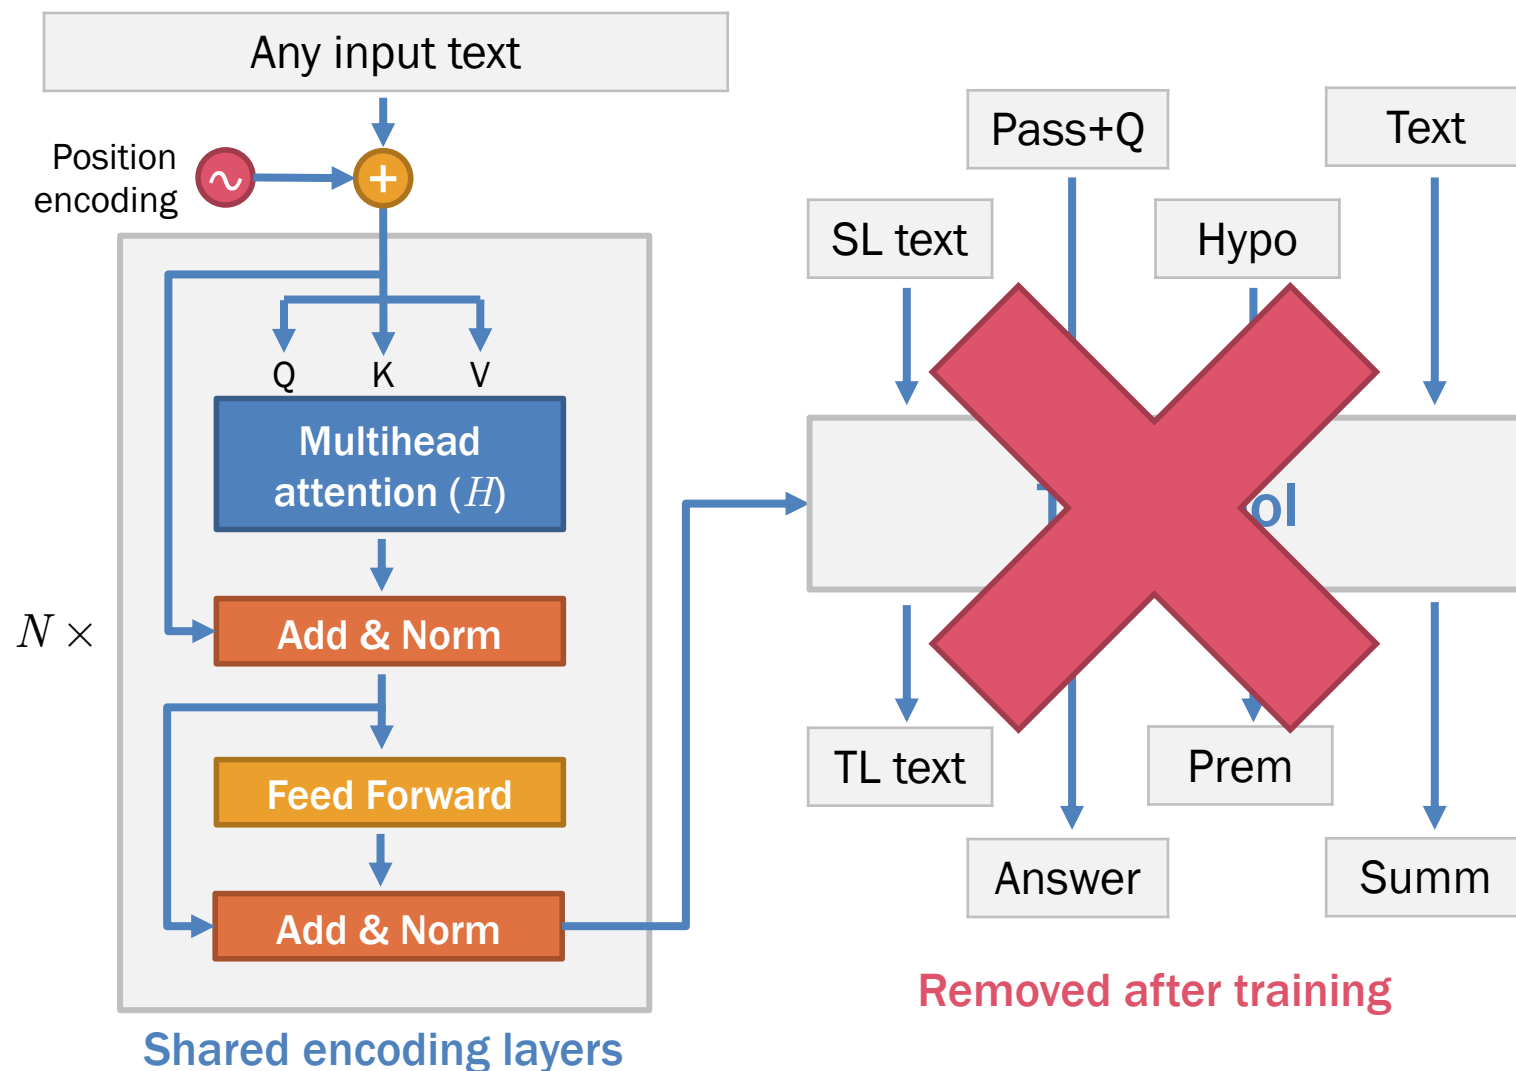 Any input text
Position
encoding
Q K V
Multihead
attention (H)
Add & Norm
N ×
Feed Forward
Add & Norm
Shared encoding layers
Pass+Q
Text
SL text
Hypo
TL text
Prem
Answer
Summ
Removed after training